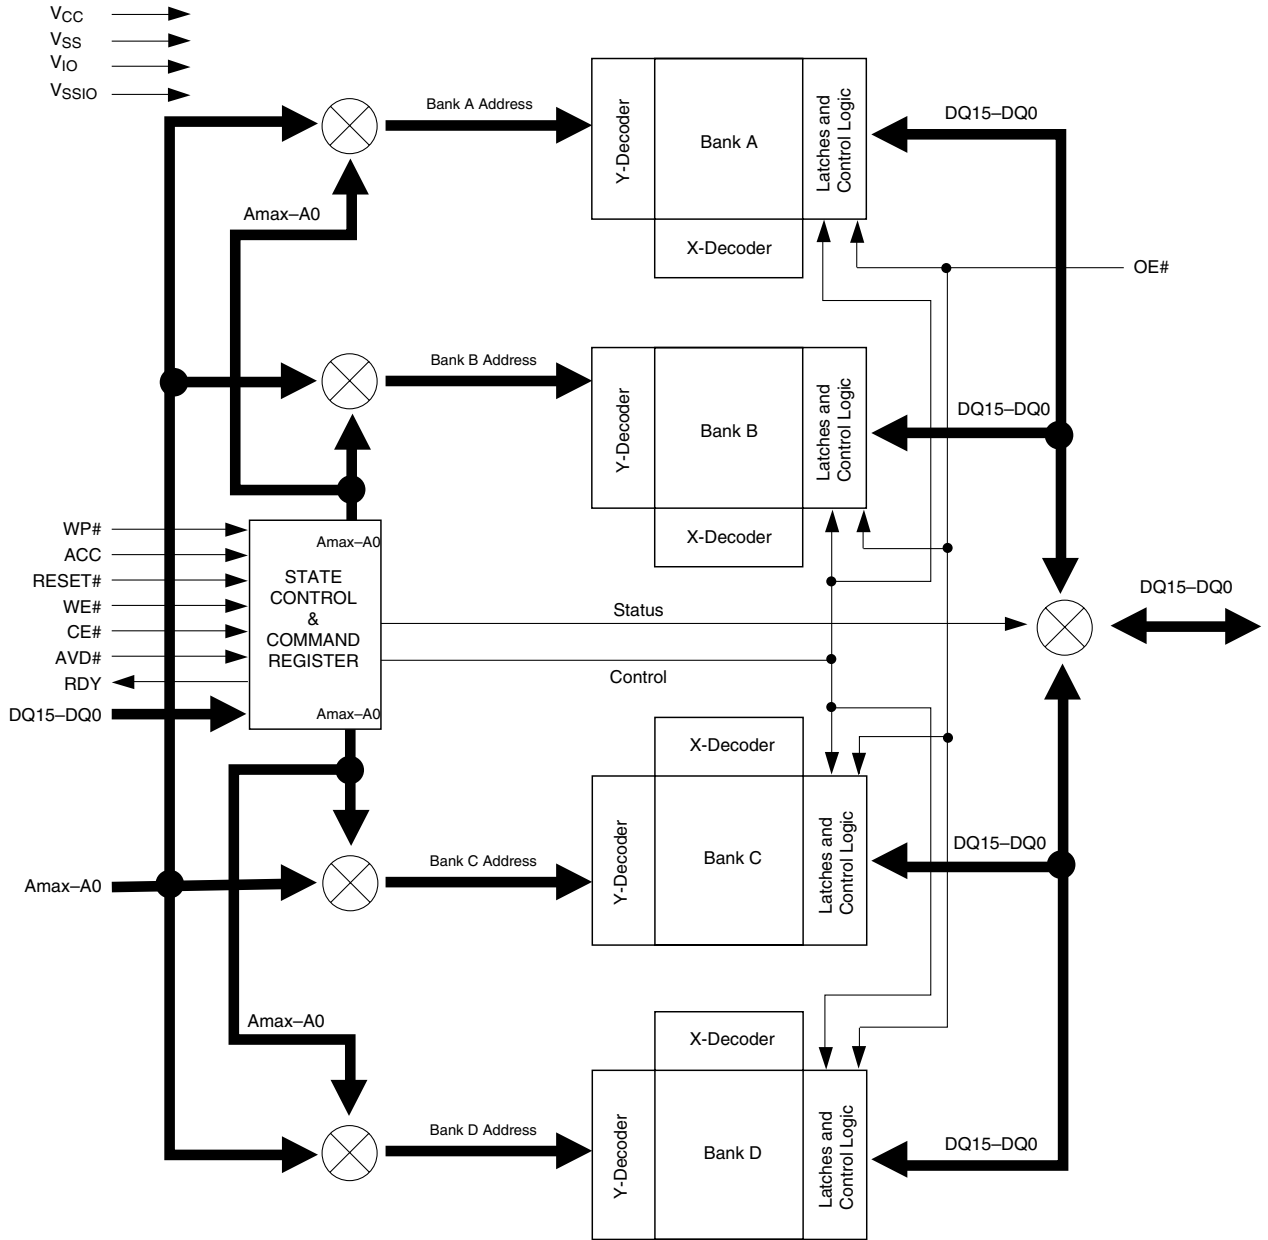 VCC
VSS
VIO
VSSIO
Bank A Address
Y-Decoder
Bank A
Latches and
Control Logic
X-Decoder
DQ15–DQ0
Amax–A0
OE#
Bank B Address
Y-Decoder
Bank B
Latches and
Control Logic
X-Decoder
DQ15–DQ0
WP#
ACC
RESET#
WE#
CE#
AVD#
RDY
DQ15–DQ0
Amax–A0
STATE
CONTROL
&
COMMAND
REGISTER
Amax–A0
Status
Control
DQ15–DQ0
X-Decoder
Amax–A0
Bank C Address
Y-Decoder
Bank C
Latches and
Control Logic
DQ15–DQ0
Amax–A0
X-Decoder
Bank D Address
Y-Decoder
Bank D
Latches and
Control Logic
DQ15–DQ0